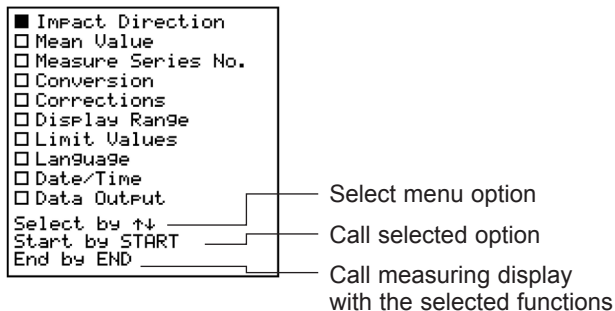 ■ Impact Direction
□ Mean Value
□ Measure Series No.
□ Conversion
□ Corrections
□ Display Range
□ Limit Values
□ Language
□ Date/Time
□ Data Output
Select by ↑↓
Start by START
End by END
Select menu option
Call selected option
Call measuring display
with the selected functions